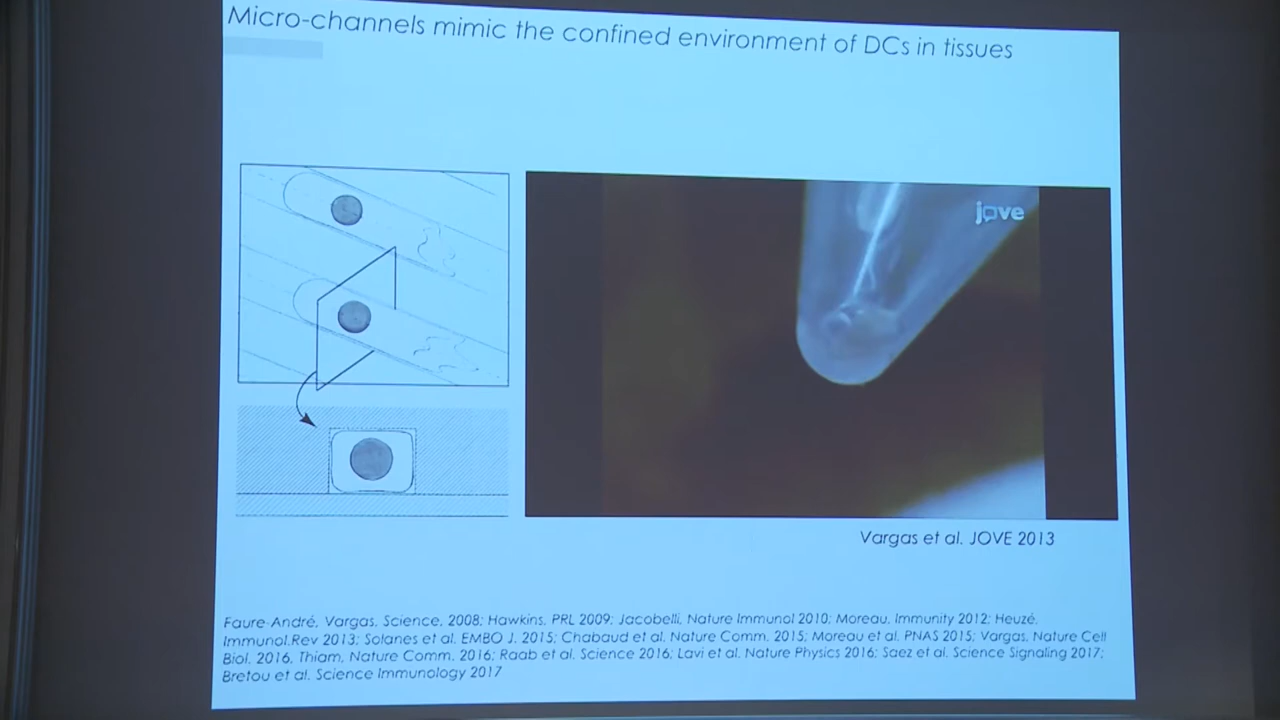 Micro-channels mimic the confined environment of DCs in tissues
jove
Vargas et al. JOVE 2013
Faure-André, Vargas, Science, 2008; Hawkins, PRL 2009; Jacobelli, Nature Immunol 2010; Moreau, Immunity 2012; Heuzé,
Immunol.Rev 2013; Solanes et al. EMBO J. 2015; Chabaud et al. Nature Comm. 2015; Moreau et al. PNAS 2015; Vargas, Nature Cell
Biol. 2016, Thiam, Nature Comm. 2016; Raab et al. Science 2016; Lavi et al. Nature Physics 2016; Saez et al. Science Signaling 2017;
Bretou et al. Science Immunology 2017